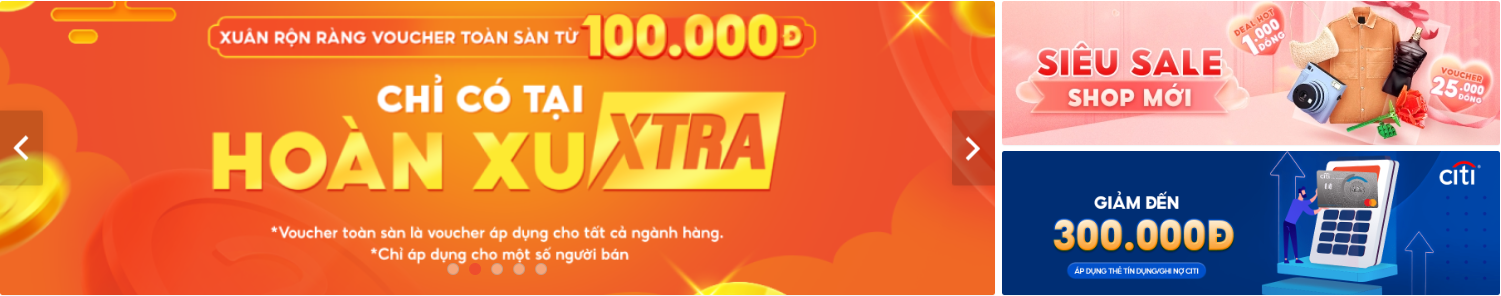 XUÂN RỘN RÀNG VOUCHER TOÀN SÀN TỪ 100.000Đ
CHỈ CÓ TẠI
HOÀN XU XTRA
*Voucher toàn sàn là voucher áp dụng cho tất cả ngành hàng.
*Chỉ áp dụng cho một số người bán
DEAL HOT
1.000
ĐỒNG
SIÊU SALE
SHOP MỚI
VOUCHER
25.000
ĐỒNG
citi
GIẢM ĐẾN
300.000Đ
ÁP DỤNG THẺ TÍN DỤNG/GHI NỢ CITI
citi